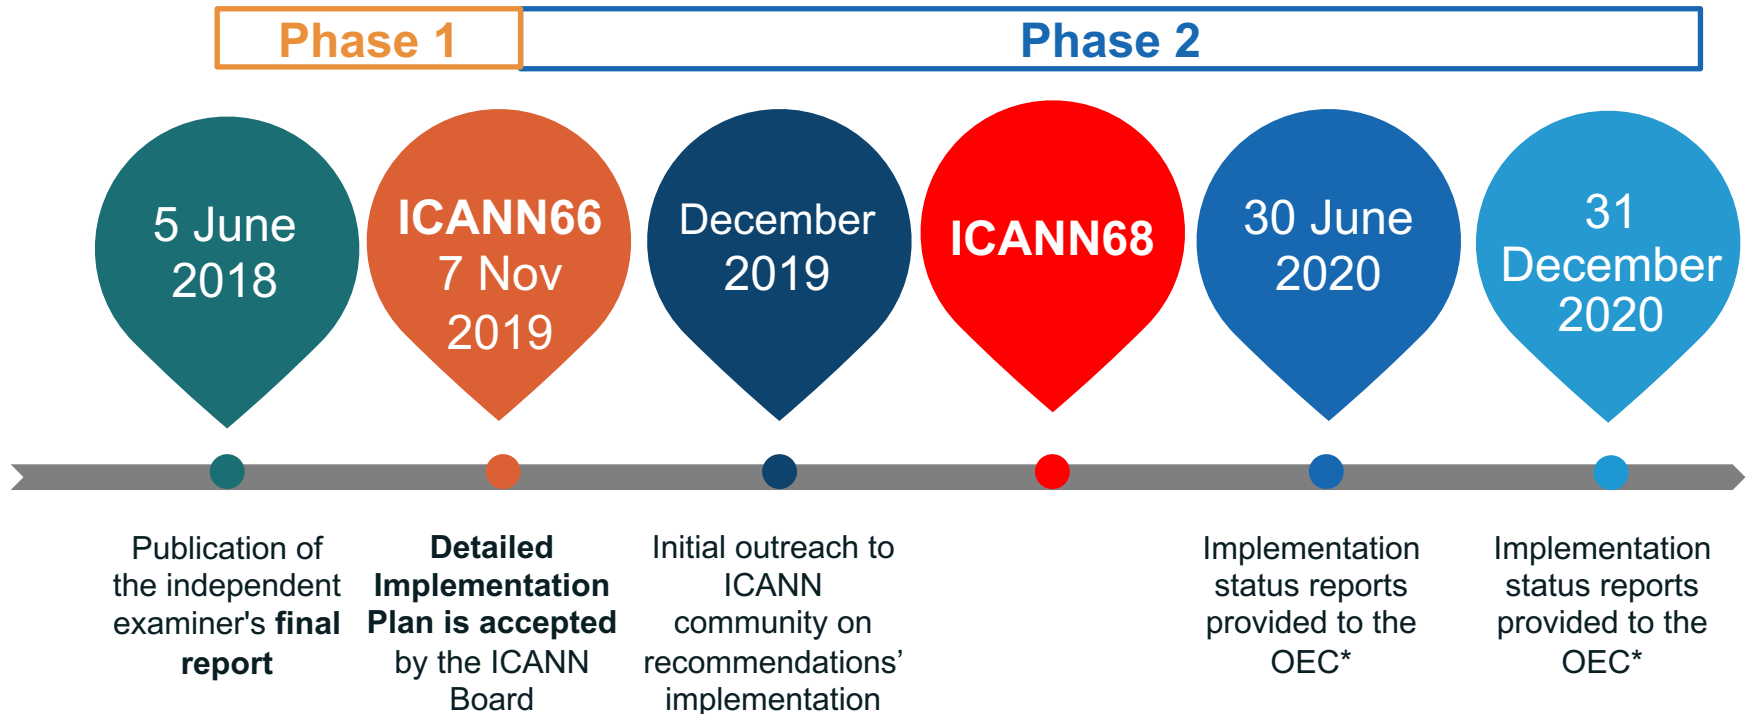 Phase 1
Phase 2
5 June
2018
ICANN66
7 Nov
2019
December
2019
ICANN68
30 June
2020
31
December
2020
Publication of
the independent
examiner's final
report
Detailed
Implementation
Plan is accepted
by the ICANN
Board
Initial outreach to
ICANN
community on
recommendations’
implementation
Implementation
status reports
provided to the
OEC*
Implementation
status reports
provided to the
OEC*